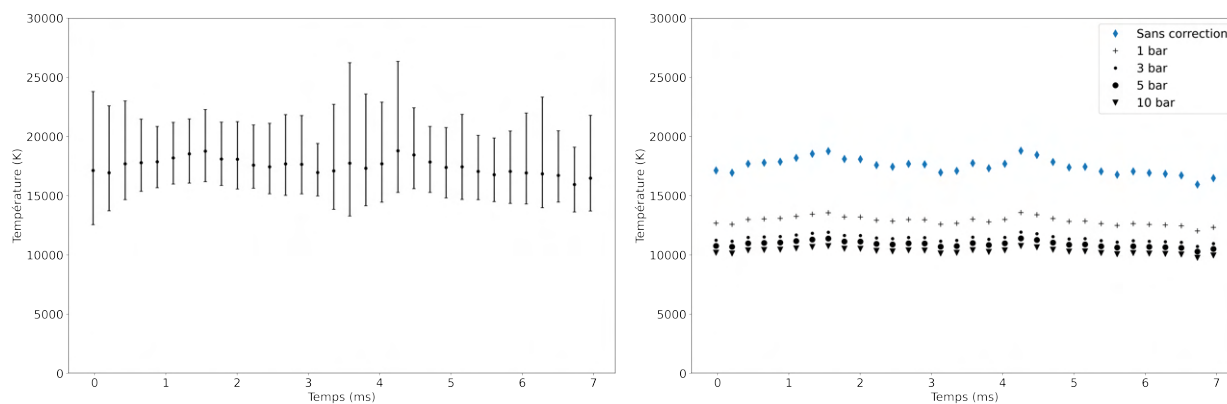 30000
25000
20000
15000
10000
5000
0
Température (K)
0 1 2 3 4 5 6 7
Temps (ms)
30000
25000
20000
15000
10000
5000
0
Température (K)
0 1 2 3 4 5 6 7
Temps (ms)
Sans correction
1 bar
3 bar
5 bar
10 bar